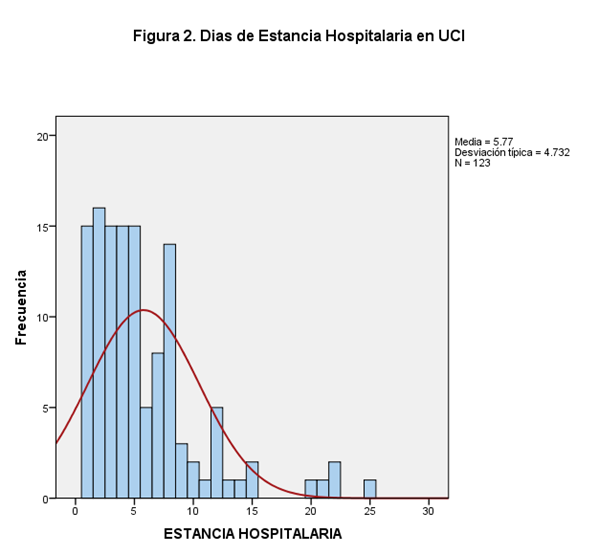 Figura 2. Dias de Estancia Hospitalaria en UCI
Media = 5.77
Desviación típica = 4.732
N = 123
20
15
10
5
0
Frecuencia
0 5 10 15 20 25 30
ESTANCIA HOSPITALARIA